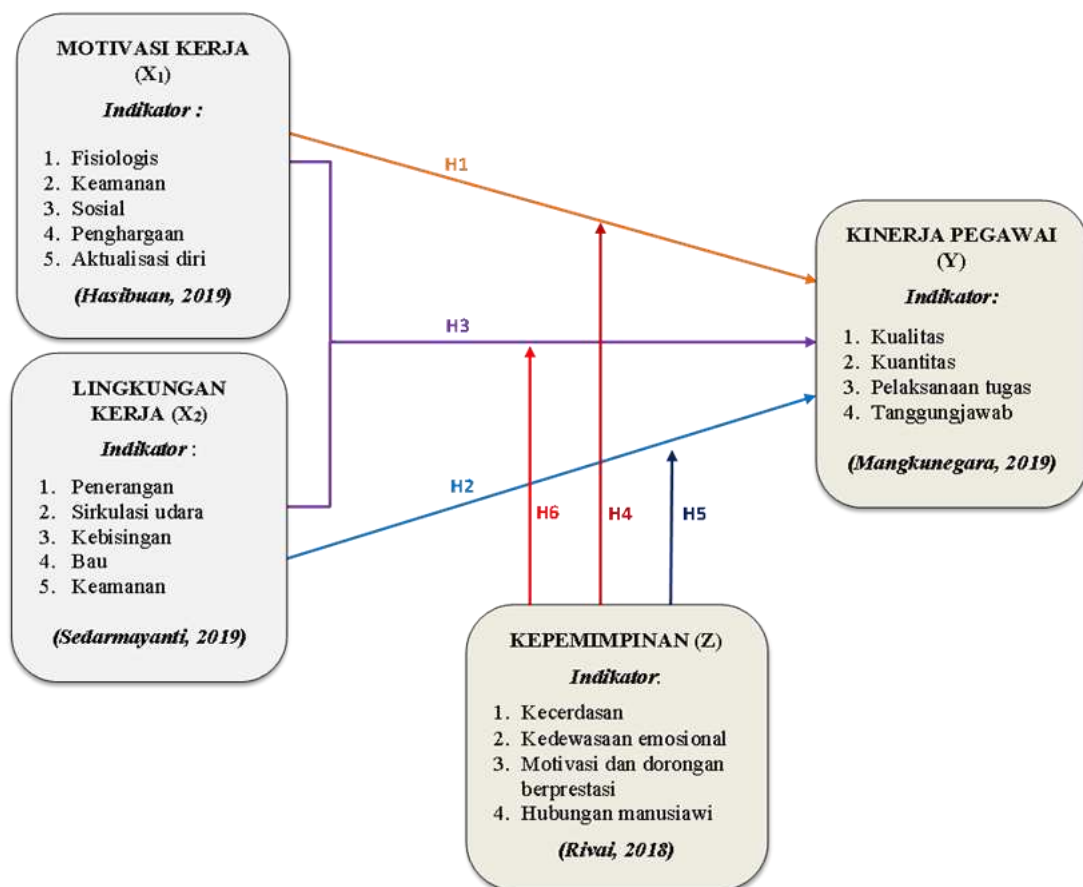 MOTIVASI KERJA
(X₁)
Indikator :
1. Fisiologis
2. Keamanan
3. Sosial
4. Penghargaan
5. Aktualisasi diri
(Hasibuan, 2019)
H1
KINERJA PEGAWAI
(Y)
Indikator:
1. Kualitas
2. Kuantitas
3. Pelaksanaan tugas
4. Tanggungjawab
(Mangkunegara, 2019)
H3
LINGKUNGAN
KERJA (X₂)
Indikator :
1. Penerangan
2. Sirkulasi udara
3. Kebisingan
4. Bau
5. Keamanan
(Sedarmayanti, 2019)
H2
H6
H4
H5
KEPEMIMPINAN (Z)
Indikator:
1. Kecerdasan
2. Kedewasaan emosional
3. Motivasi dan dorongan
berprestasi
4. Hubungan manusiawi
(Rivai, 2018)